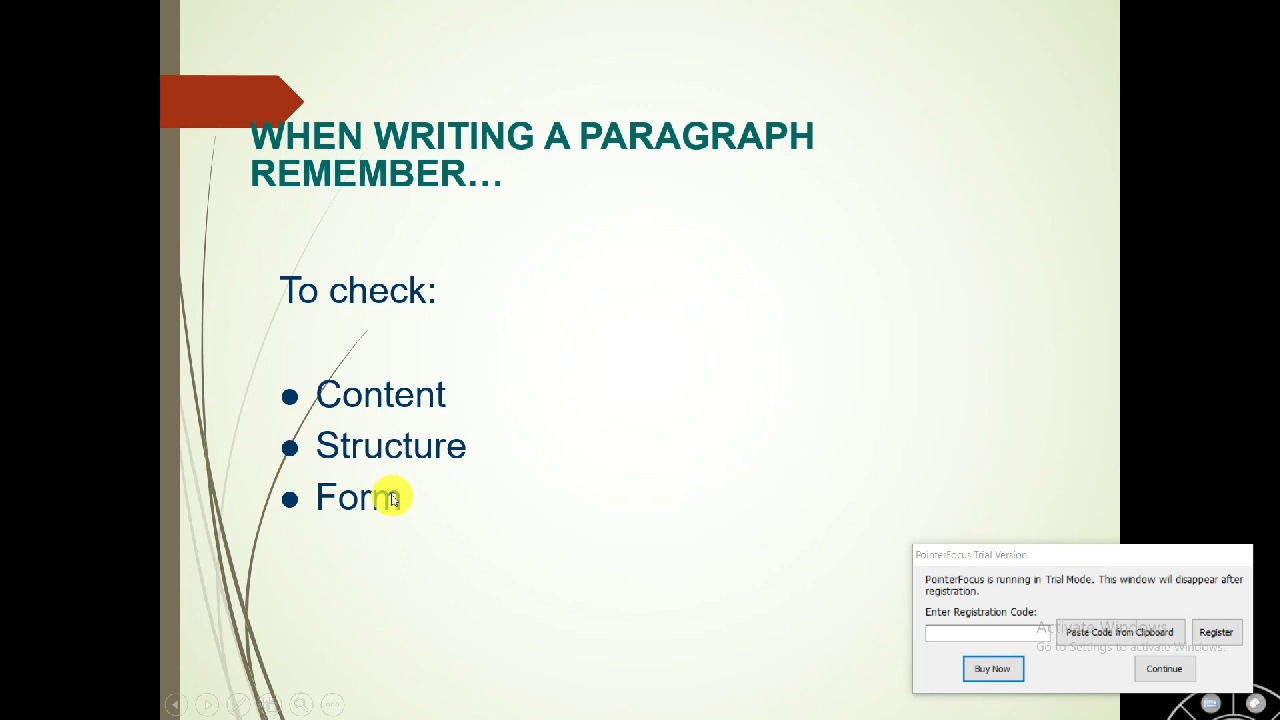 WHEN WRITING A PARAGRAPH
REMEMBER…
To check:
● Content
● Structure
● Form
PointerFocus Trial Version
PointerFocus is running in Trial Mode. This window will disappear after
registration.
Enter Registration Code:
Paste Code from Clipboard
Register
Activate Windows
Go to Settings to activate Windows.
Buy Now
Continue